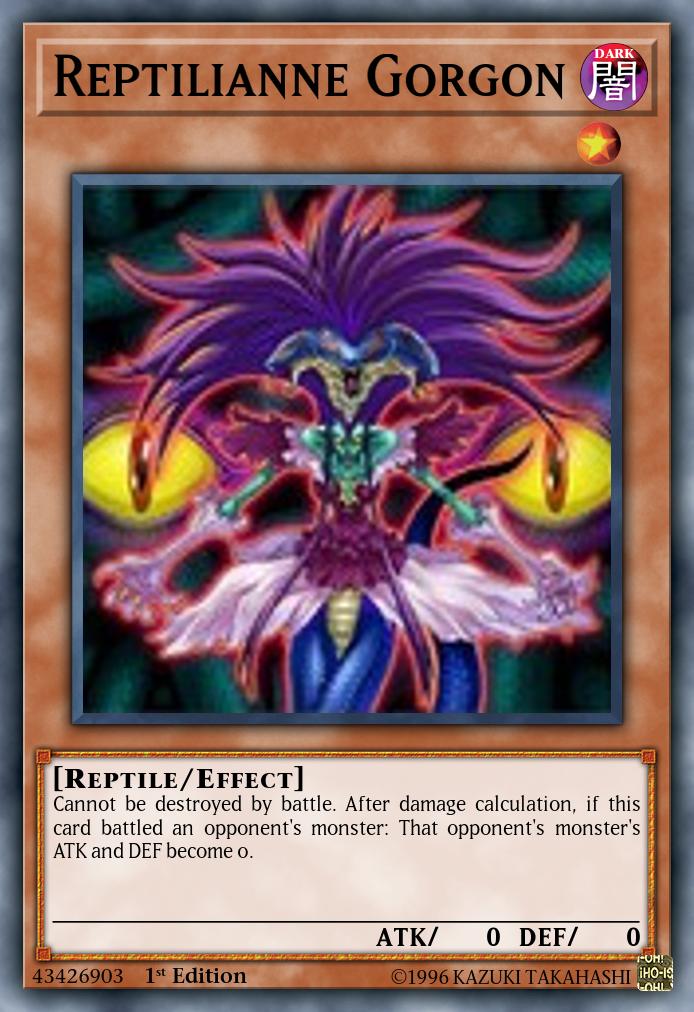 REPTILIANNE GORGON
DARK
闇
[REPTILE/EFFECT]
Cannot be destroyed by battle. After damage calculation, if this
card battled an opponent's monster: That opponent's monster's
ATK and DEF become 0.
ATK/ 0 DEF/ 0
43426903 1st Edition ©1996 KAZUKI TAKAHASHI